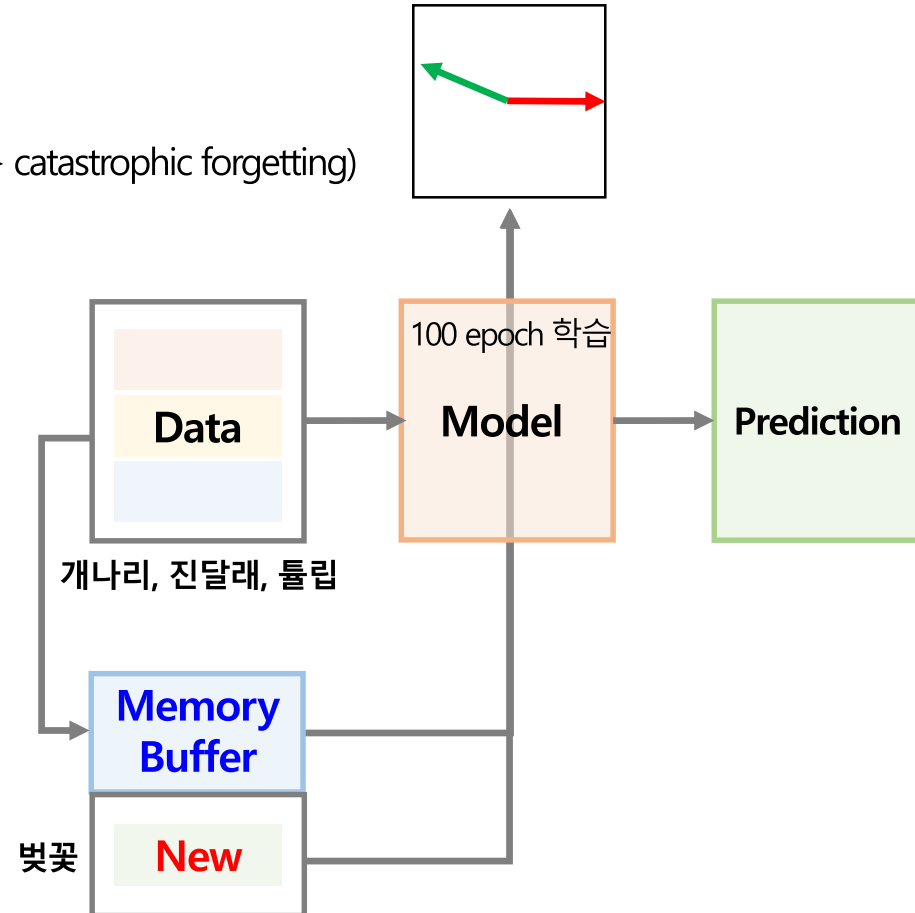 catastrophic forgetting)
100 epoch 학습
Data
Model
Prediction
개나리, 진달래, 튤립
Memory
Buffer
벚꽃
New